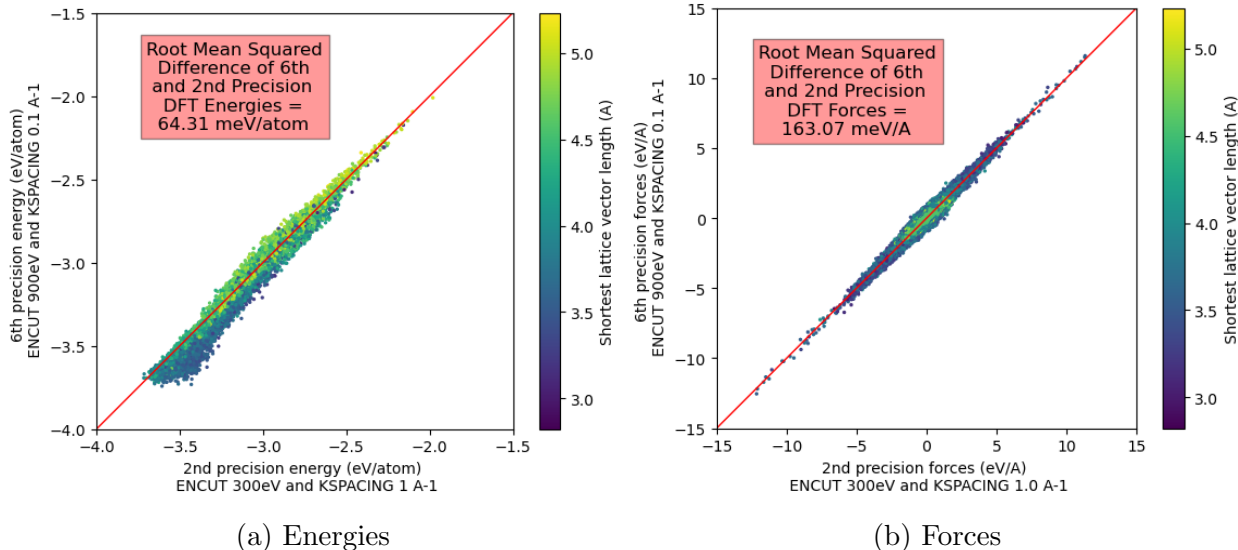 −1.5
−2.0
−2.5
−3.0
−3.5
−4.0
−4.0
−3.5
−3.0
−2.5
−2.0
−1.5
6th precision energy (eV/atom)
ENCUT 900eV and KSPACING 0.1 A-1
2nd precision energy (eV/atom)
ENCUT 300eV and KSPACING 1 A-1
Root Mean Squared
Difference of 6th
and 2nd Precision
DFT Energies =
64.31 meV/atom
5.0
4.5
4.0
3.5
3.0
Shortest lattice vector length (A)
(a) Energies
15
10
5
0
−5
−10
−15
−15
−10
−5
0
5
10
15
6th precision forces (eV/A)
ENCUT 900eV and KSPACING 0.1 A-1
2nd precision forces (eV/A)
ENCUT 300eV and KSPACING 1.0 A-1
Root Mean Squared
Difference of 6th
and 2nd Precision
DFT Forces =
163.07 meV/A
5.0
4.5
4.0
3.5
3.0
Shortest lattice vector length (A)
(b) Forces